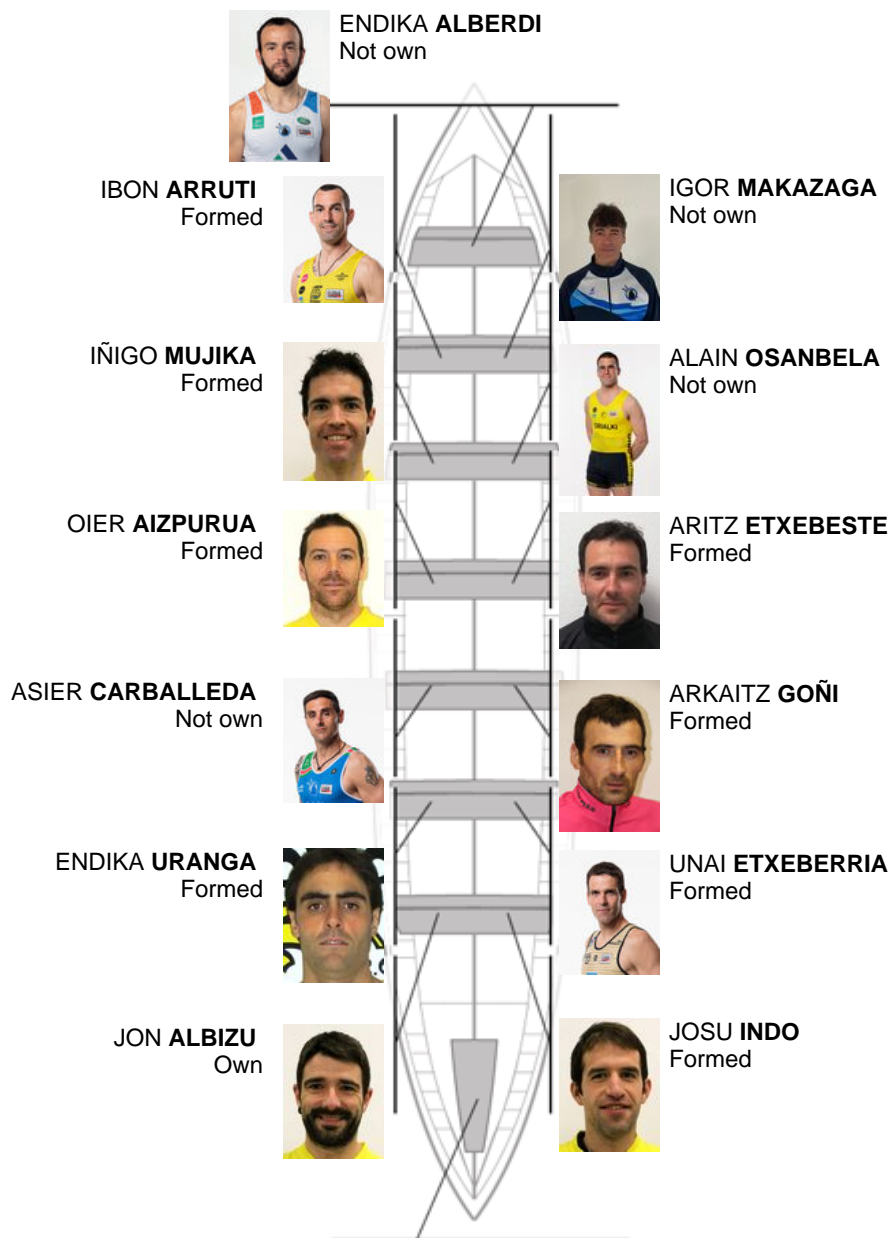 ENDIKA ALBERDI
Not own
IBON ARRUTI
Formed
IGOR MAKAZAGA
Not own
IÑIGO MUJIKA
Formed
ALAIN OSANBELA
Not own
ORIALKI
OIER AIZPURUA
Formed
ARITZ ETXEBESTE
Formed
ASIER CARBALLEDA
Not own
ARKAITZ GOÑI
Formed
ENDIKA URANGA
Formed
UNAI ETXEBERRIA
Formed
JON ALBIZU
Own
JOSU INDO
Formed